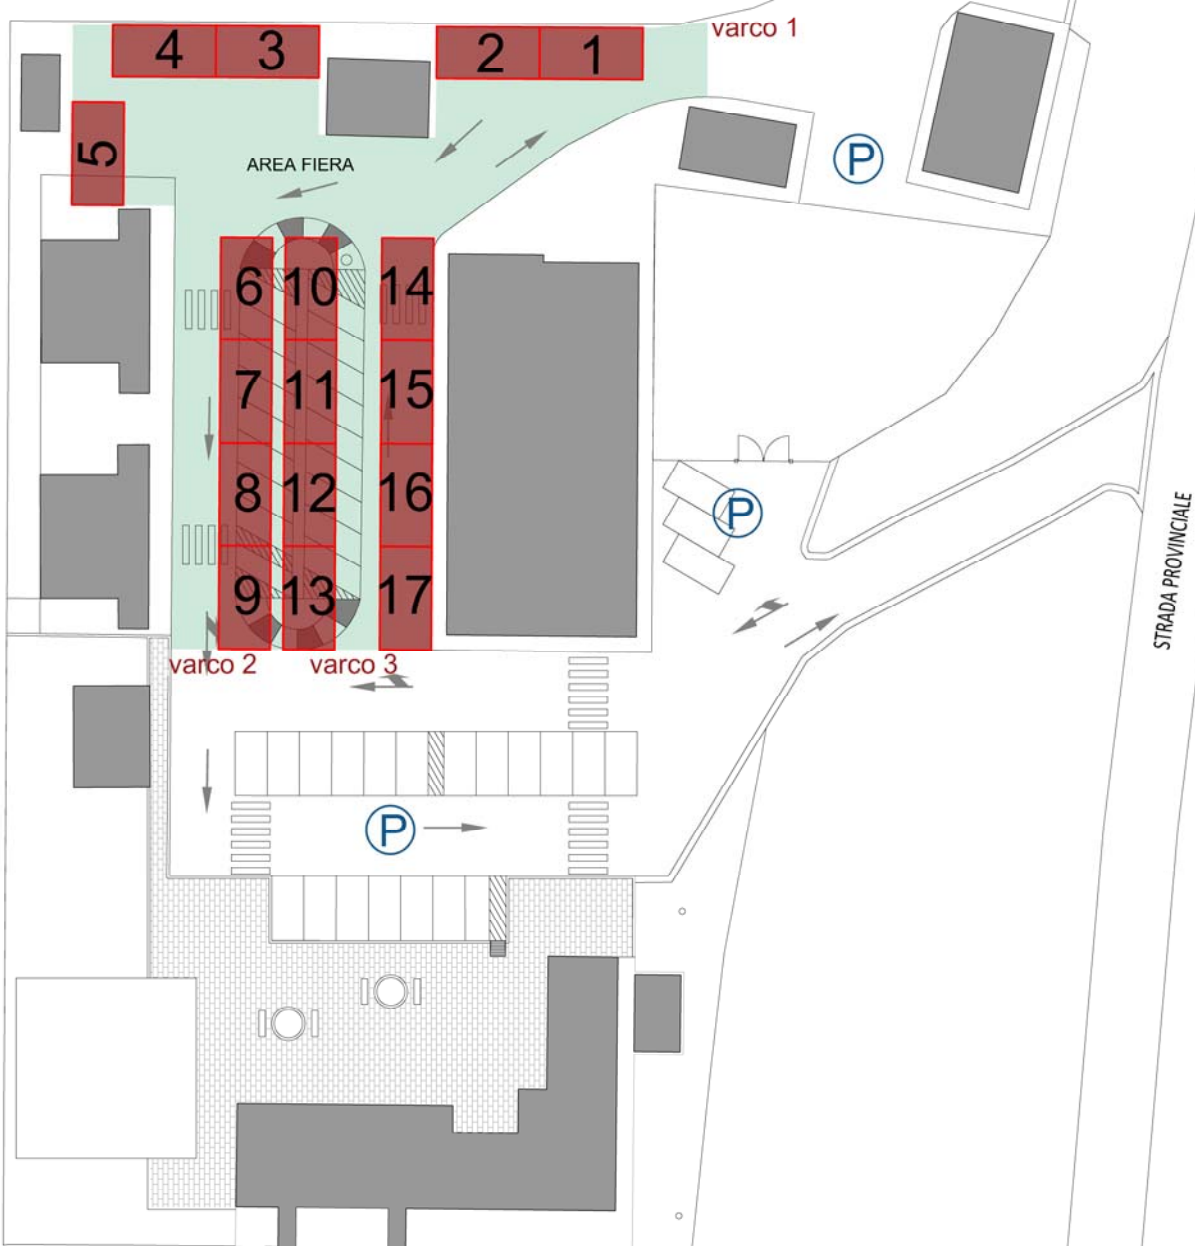 varco 1
4 3 2 1
5
P
AREA FIERA
6 10 14
7 11 15
8 12 16
P
9 13 17
STRADA PROVINCIALE
varco 2 varco 3
P